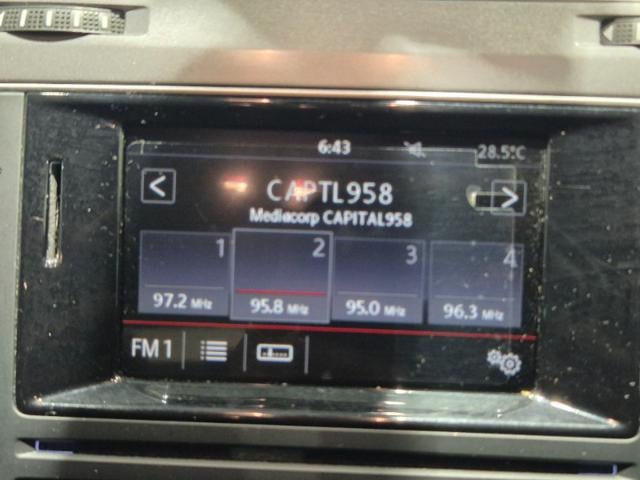 6:43 28.5°C
< CAPTL958 >
Mediacorp CAPITAL958
1 2 3 4
97.2 MHz 95.8 MHz 95.0 MHz 96.3 MHz
FM1